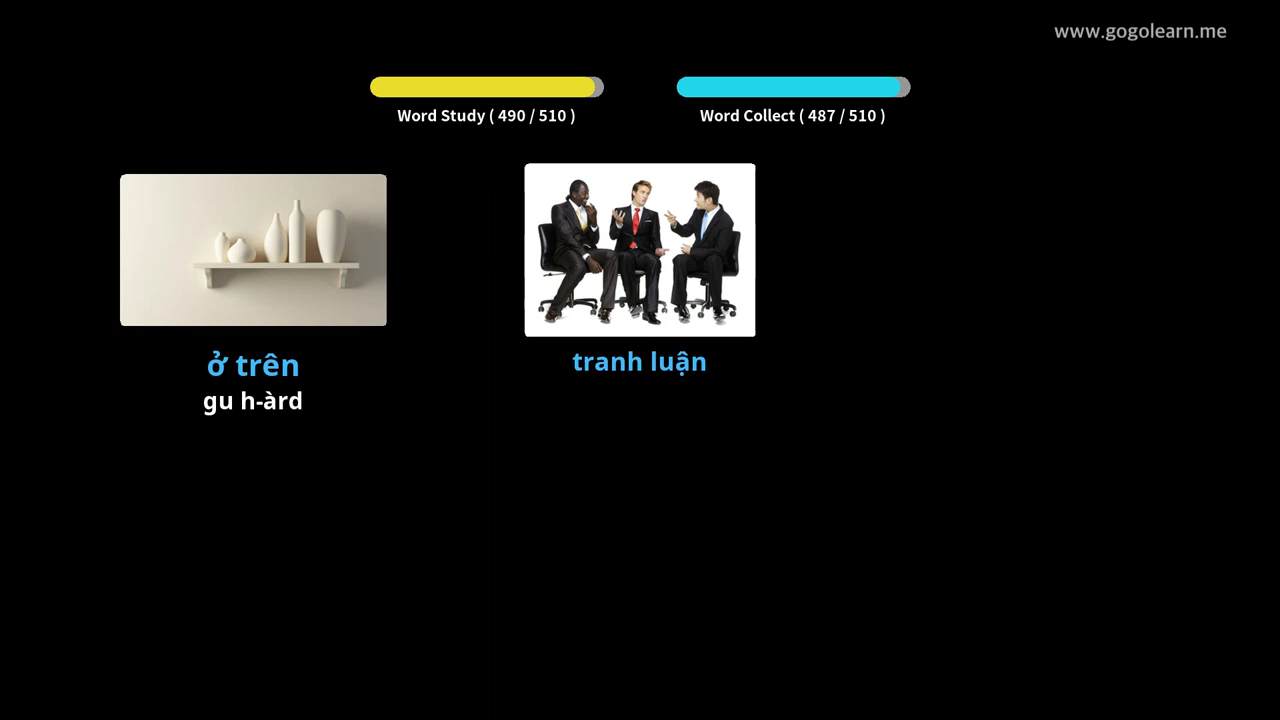 www.gogolearn.me
Word Study ( 490 / 510 )
Word Collect ( 487 / 510 )
ở trên
gu h-àrd
tranh luận